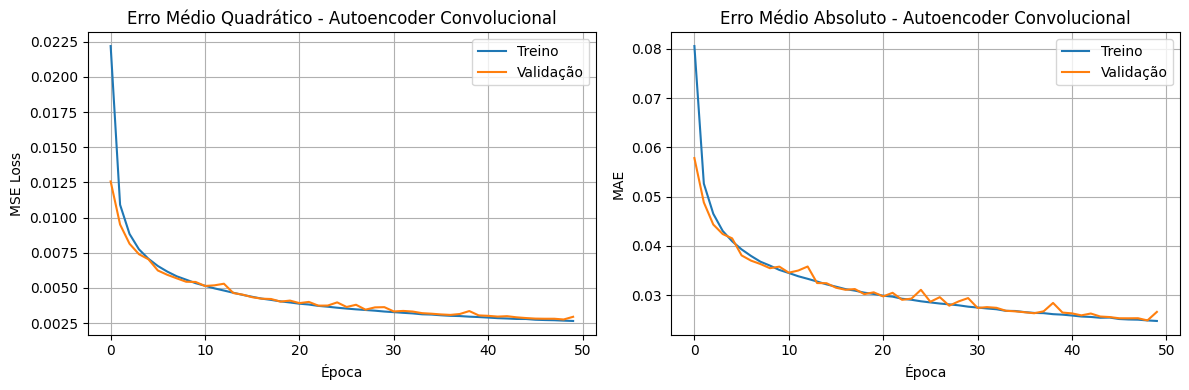 Erro Médio Quadrático - Autoencoder Convolucional
MSE Loss
0.0225
0.0200
0.0175
0.0150
0.0125
0.0100
0.0075
0.0050
0.0025
0 10 20 30 40 50
Época
Treino
Validação
Erro Médio Absoluto - Autoencoder Convolucional
MAE
0.08
0.07
0.06
0.05
0.04
0.03
0 10 20 30 40 50
Época
Treino
Validação